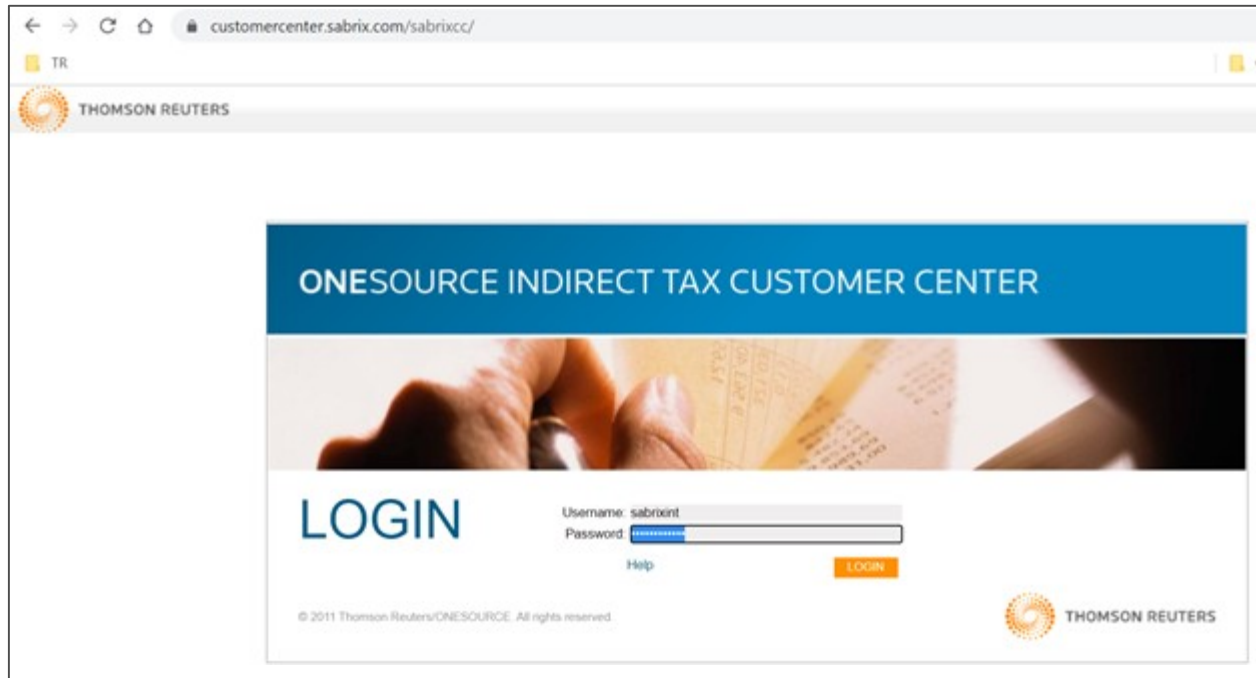 customercenter.sabrix.com/sabrixcc/
TR
THOMSON REUTERS
ONESOURCE INDIRECT TAX CUSTOMER CENTER
LOGIN
Username: sabrixint
Password:
Help
LOGIN
© 2011 Thomson Reuters/ONESOURCE. All rights reserved.
THOMSON REUTERS